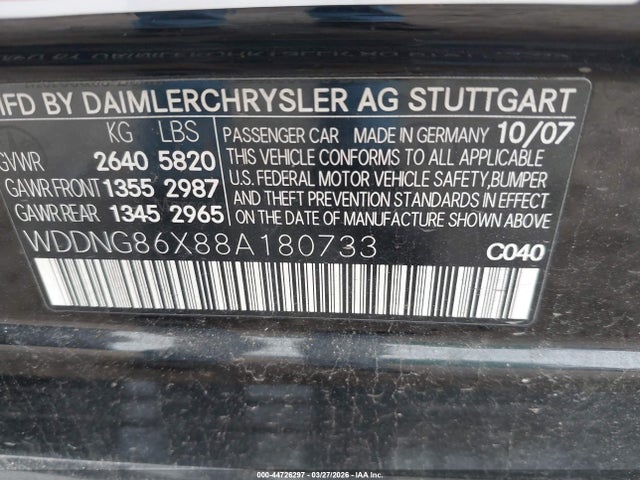 MFD BY DAIMLERCHRYSLER AG STUTTGART
KG LBS
GVWR 2640 5820
GAWR FRONT 1355 2987
GAWR REAR 1345 2965
PASSENGER CAR MADE IN GERMANY 10/07
THIS VEHICLE CONFORMS TO ALL APPLICABLE
U.S. FEDERAL MOTOR VEHICLE SAFETY, BUMPER
AND THEFT PREVENTION STANDARDS IN EFFECT
ON THE DATE OF MANUFACTURE SHOWN ABOVE
WDDNG86X88A180733 C040
000-44726297 - 03/27/2026 - IAA Inc.